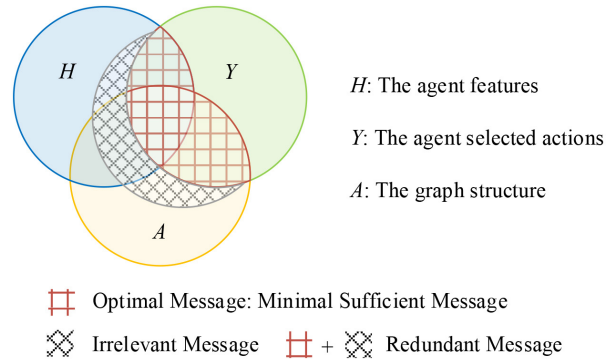 H
Y
A
H: The agent features
Y: The agent selected actions
A: The graph structure
Optimal Message: Minimal Sufficient Message
Irrelevant Message + Redundant Message